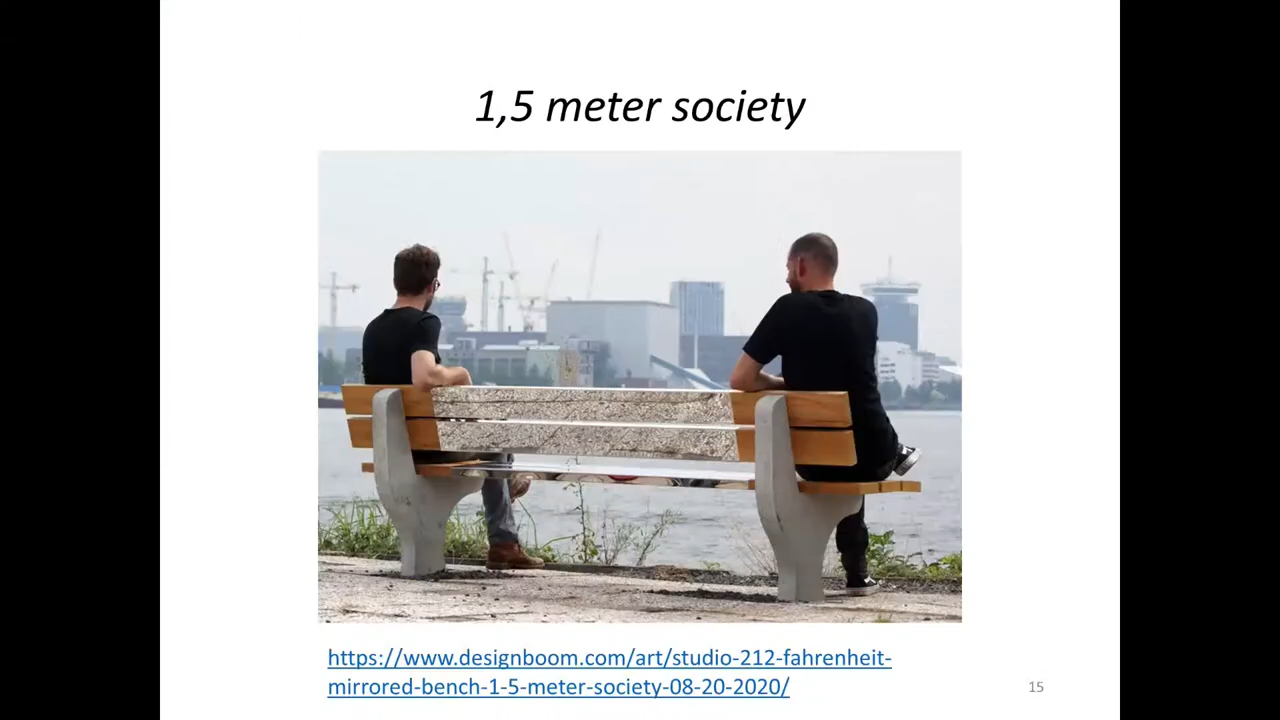 1,5 meter society
https://www.designboom.com/art/studio-212-fahrenheit-
mirrored-bench-1-5-meter-society-08-20-2020/
15